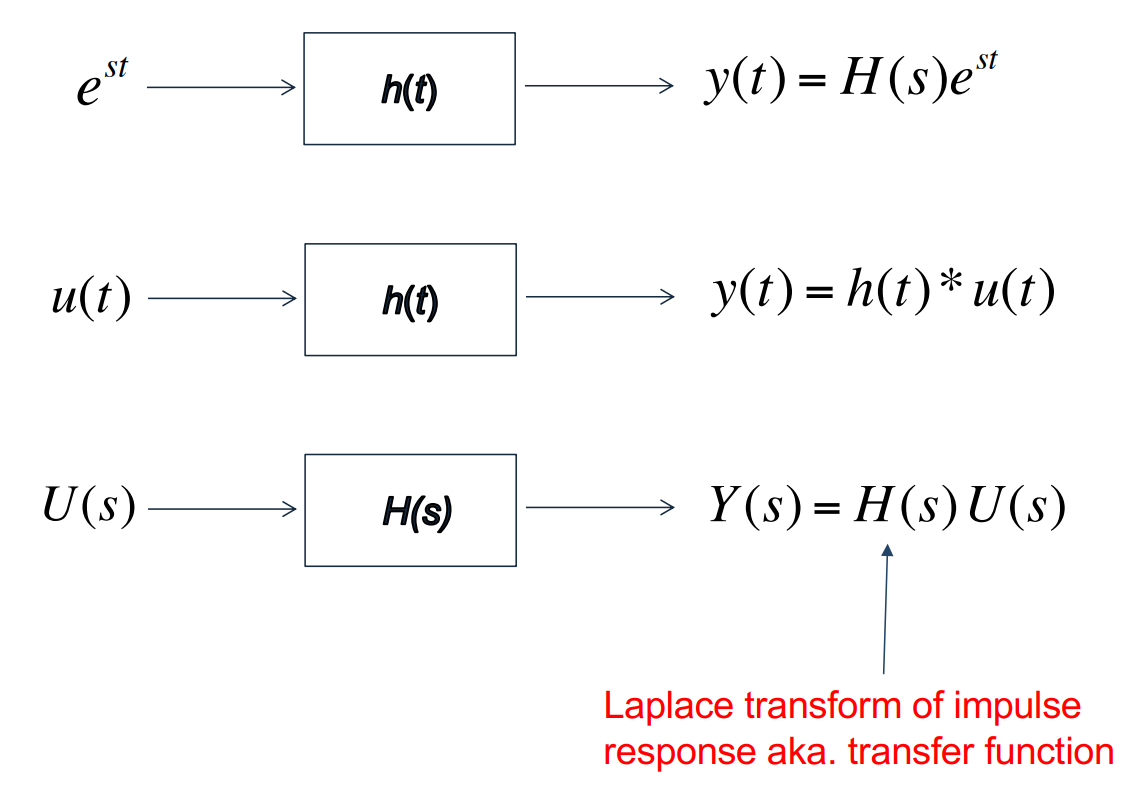 e^{st} h(t) y(t) = H(s)e^{st}
u(t) h(t) y(t) = h(t) * u(t)
U(s) H(s) Y(s) = H(s)U(s)
Laplace transform of impulse
response aka. transfer function